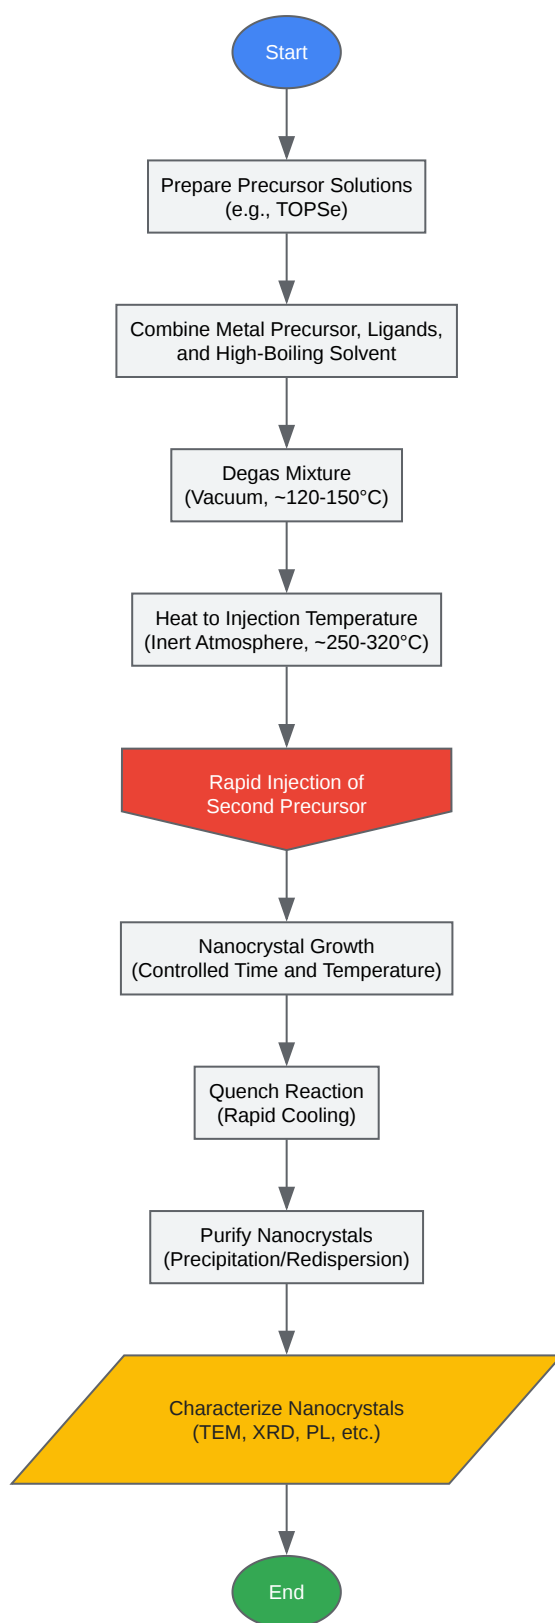 Start
Prepare Precursor Solutions
(e.g., TOPSe)
Combine Metal Precursor, Ligands,
and High-Boiling Solvent
Degas Mixture
(Vacuum, ~120-150°C)
Heat to Injection Temperature
(Inert Atmosphere, ~250-320°C)
Rapid Injection of
Second Precursor
Nanocrystal Growth
(Controlled Time and Temperature)
Quench Reaction
(Rapid Cooling)
Purify Nanocrystals
(Precipitation/Redispersion)
Characterize Nanocrystals
(TEM, XRD, PL, etc.)
End